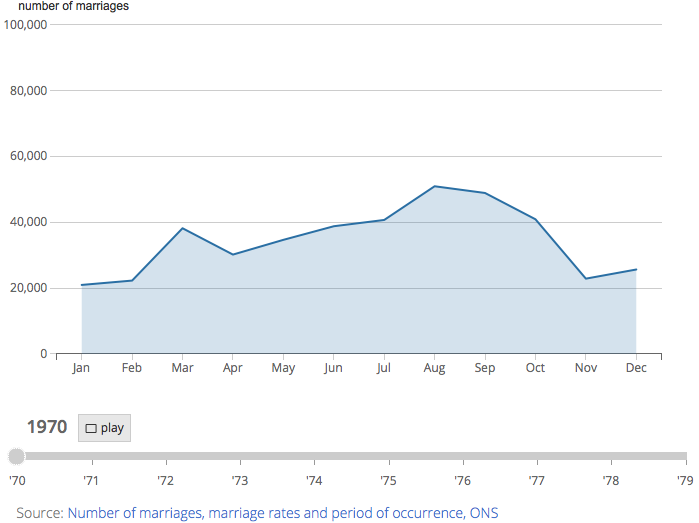 number of marriages
100,000
80,000
60,000
40,000
20,000
0
Jan Feb Mar Apr May Jun Jul Aug Sep Oct Nov Dec
1970 play
'70 '71 '72 '73 '74 '75 '76 '77 '78 '79
Source: Number of marriages, marriage rates and period of occurrence, ONS